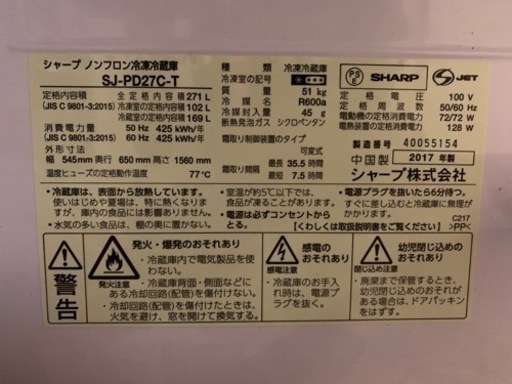 シャープ ノンフロン冷凍冷蔵庫
SJ-PD27C-T
定格内容積 全定格内容積 271 L
(JIS C 9801-3:2015) 冷凍室の定格内容積 102 L
冷蔵室の定格内容積 169 L
消費電力量 50 Hz 425 kWh/年
(JIS C 9801-3:2015) 60 Hz 425 kWh/年
外形寸法
幅 545mm 奥行 650 mm 高さ 1560 mm
温度ヒューズの定格動作温度 77℃
種類 冷凍冷蔵庫
冷凍室の記号
質量 51 kg
冷媒 R600a
冷媒封入量 45 g
断熱発泡ガス シクロペンタン
霜取り制御装置のタイプ
可変式
霜取り間隔 最長 35.5 時間
最短 7.5 時間
PS
E
SHARP
JET
定格電圧 100 V
定格周波数 50/60 Hz
電動機の定格消費電力 72/72 W
電熱装置の定格消費電力 128 W
製造番号 40055154
中国製 2017 年製
シャープ株式会社
・冷蔵庫は、表面から放熱しています。
使いはじめや夏場は、特に熱くなりますが異常ではありません。
・水気の多い食品は、棚の奥に置かない。
・室温が約5℃以下では、食品が凍ることがあります。
・電源は必ずコンセントからとる。
・電源プラグを抜いたら6分待つ。
すぐに差し込むと冷却力が弱くなります。
【くわしくは取扱説明書をご覧ください】
C217
>PP<
警告
発火・爆発のおそれあり
・冷蔵庫内で電気製品を使わない。
・冷蔵庫背面・側面などにある冷却回路(配管)を傷付けない。
・冷却回路(配管)を傷付けたときは、火気を避け、窓を開けて換気する。
感電のおそれあり
・冷蔵庫のお手入れ時は、電源プラグを抜く。
閉じ込め注意
幼児閉じ込めのおそれあり
・廃棄まで保管するときに、幼児閉じ込めのおそれがある場合は、ドアパッキンをはずす。